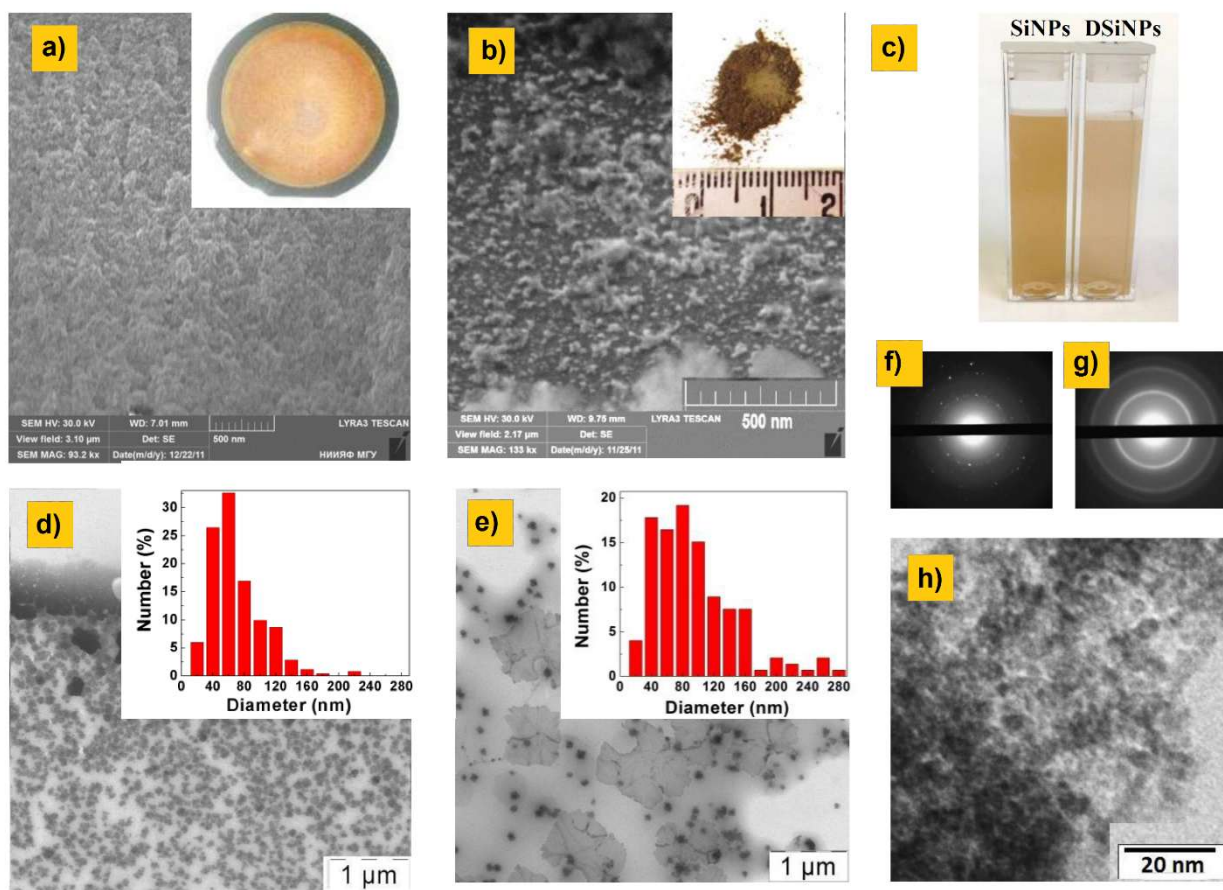 a)
SEM HV: 30.0 kV WD: 7.01 mm LYRA3 TESCAN
View field: 3.10 µm Det: SE 500 nm
SEM MAG: 93.2 kx Date(m/d/y): 12/22/11 НИИЯФ МГУ
b)
0 1 2
500 nm
SEM HV: 30.0 kV WD: 9.75 mm LYRA3 TESCAN
View field: 2.17 µm Det: SE 500 nm
SEM MAG: 133 kx Date(m/d/y): 11/25/11
c)
SiNPs DSiNPs
f)
g)
d)
Number (%)
30
25
20
15
10
5
0
0 40 80 120 160 200 240 280
Diameter (nm)
1 µm
e)
Number (%)
20
15
10
5
0
0 40 80 120 160 200 240 280
Diameter (nm)
1 µm
h)
20 nm